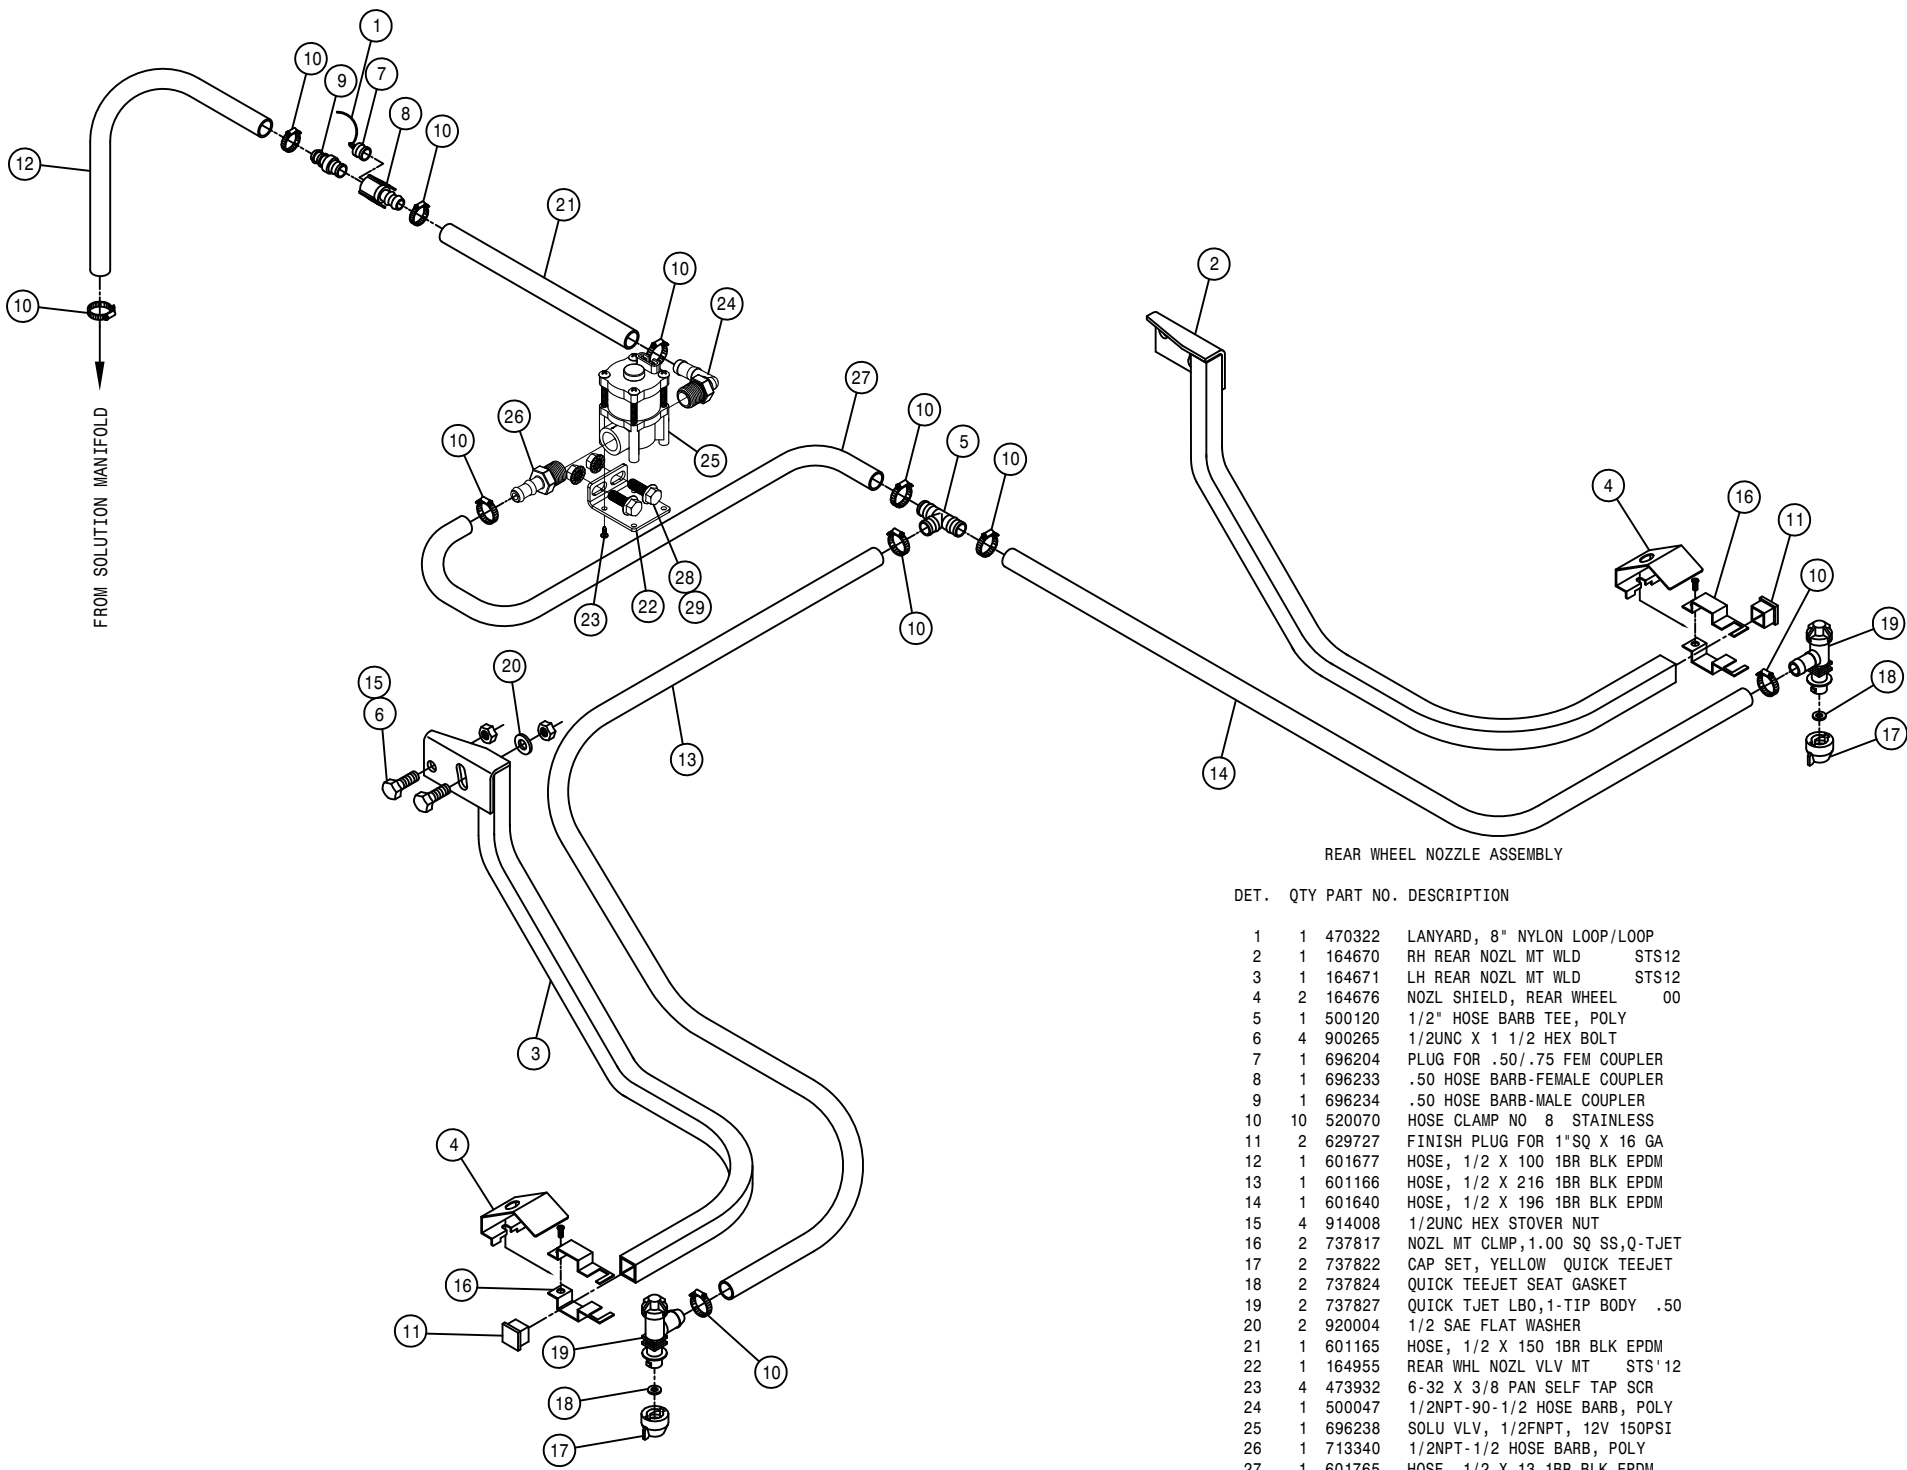 1
10
9
7
8
10
12
21
10
10
24
2
27
26
10
10
5
10
25
4
16
11
10
19
18
17
23
22
28
29
10
FROM SOLUTION MANIFOLD
15
6
20
13
14
3
4
16
11
19
18
17
10
REAR WHEEL NOZZLE ASSEMBLY
DET. QTY PART NO. DESCRIPTION
1 1 470322 LANYARD, 8" NYLON LOOP/LOOP
2 1 164670 RH REAR NOZL MT WLD STS12
3 1 164671 LH REAR NOZL MT WLD STS12
4 2 164676 NOZL SHIELD, REAR WHEEL 00
5 1 500120 1/2" HOSE BARB TEE, POLY
6 4 900265 1/2UNC X 1 1/2 HEX BOLT
7 1 696204 PLUG FOR .50/.75 FEM COUPLER
8 1 696233 .50 HOSE BARB-FEMALE COUPLER
9 1 696234 .50 HOSE BARB-MALE COUPLER
10 10 520070 HOSE CLAMP NO 8 STAINLESS
11 2 629727 FINISH PLUG FOR 1"SQ X 16 GA
12 1 601677 HOSE, 1/2 X 100 1BR BLK EPDM
13 1 601166 HOSE, 1/2 X 216 1BR BLK EPDM
14 1 601640 HOSE, 1/2 X 196 1BR BLK EPDM
15 4 914008 1/2UNC HEX STOVER NUT
16 2 737817 NOZL MT CLMP,1.00 SQ SS,Q-TJET
17 2 737822 CAP SET, YELLOW QUICK TEEJET
18 2 737824 QUICK TEEJET SEAT GASKET
19 2 737827 QUICK TJET LBO,1-TIP BODY .50
20 2 920004 1/2 SAE FLAT WASHER
21 1 601165 HOSE, 1/2 X 150 1BR BLK EPDM
22 1 164955 REAR WHL NOZL VLV MT STS'12
23 4 473932 6-32 X 3/8 PAN SELF TAP SCR
24 1 500047 1/2NPT-90-1/2 HOSE BARB, POLY
25 1 696238 SOLU VLV, 1/2FNPT, 12V 150PSI
26 1 713340 1/2NPT-1/2 HOSE BARB, POLY
27 1 601765 HOSE, 1/2 X 13 1BR BLK EPDM